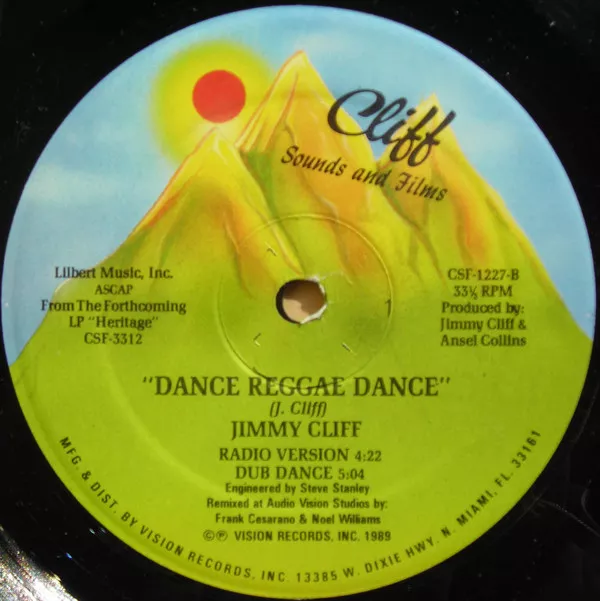 Cliff
Sounds and Films
Lilbert Music, Inc.
ASCAP
From The Forthcoming
LP "Heritage"
CSF-3312
CSF-1227-B
33⅓ RPM
Produced by:
Jimmy Cliff &
Ansel Collins
"DANCE REGGAE DANCE"
(J. Cliff)
JIMMY CLIFF
RADIO VERSION 4:22
DUB DANCE 5:04
Engineered by Steve Stanley
Remixed at Audio Vision Studios by:
Frank Cesarano & Noel Williams
©℗ VISION RECORDS, INC. 1989
MFG. & DIST. BY VISION RECORDS, INC. 13385 W. DIXIE HWY. N. MIAMI, FL. 33161